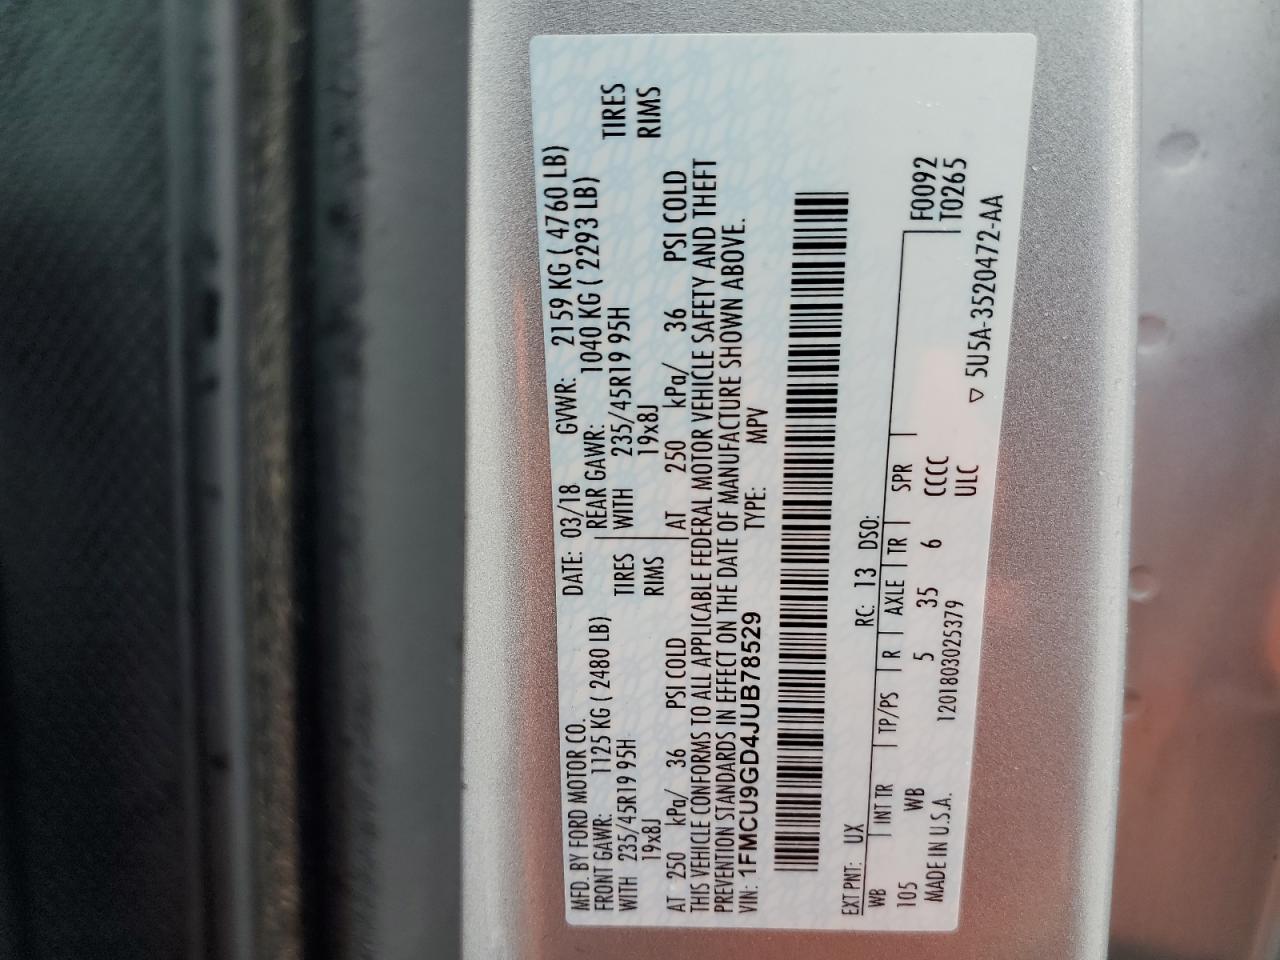 MFD. BY FORD MOTOR CO. DATE: 03/18 GVWR: 2159 KG ( 4760 LB)
FRONT GAWR: 1125 KG ( 2480 LB) REAR GAWR: 1040 KG ( 2293 LB)
WITH 235/45R19 95H TIRES WITH 235/45R19 95H TIRES
19x8J RIMS 19x8J RIMS
AT 250 kPa/ 36 PSI COLD AT 250 kPa/ 36 PSI COLD
THIS VEHICLE CONFORMS TO ALL APPLICABLE FEDERAL MOTOR VEHICLE SAFETY AND THEFT
PREVENTION STANDARDS IN EFFECT ON THE DATE OF MANUFACTURE SHOWN ABOVE.
VIN: 1FMCU9GD4JUB78529 TYPE: MPV
EXT PNT: UX RC: 13 DSO:
WB INT TR TP/PS R AXLE TR SPR F0092
105 WB 5 35 6 CCCC T0265
MADE IN U.S.A. 1201803025379 ULC ▽ 5U5A-3520472-AA